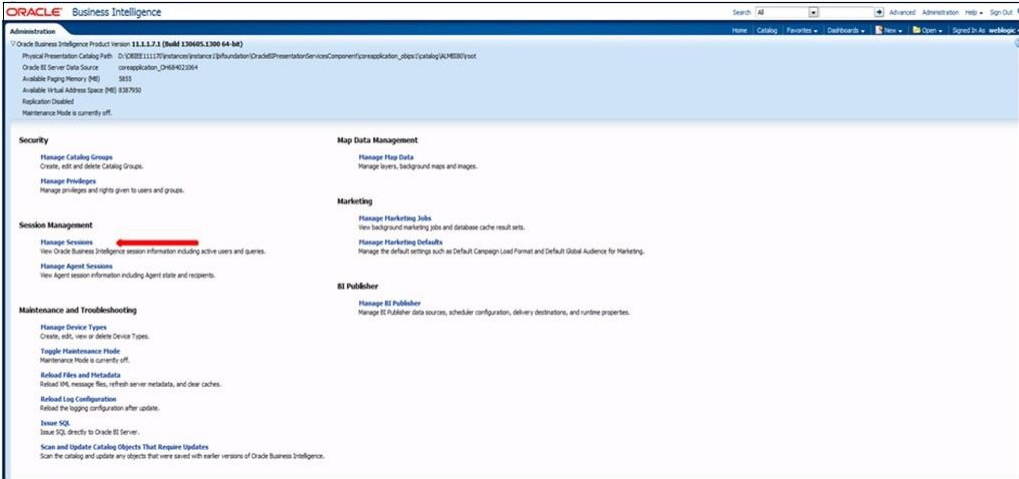 ORACLE Business Intelligence
Search All Advanced Administration Help Sign Out
Administration
Home Catalog Favorites Dashboards New Open Signed In As weblogic
Oracle Business Intelligence Product Version 11.1.1.7.1 (Build 130605.1300 64-bit)
Physical Presentation Catalog Path D:\OBIEE111170\instances\instance1\bifoundation\OracleBIPresentationServicesComponent\coreapplication_obips1\catalog\ALMBI80\root
Oracle BI Server Data Source coreapplication_OH684021064
Available Paging Memory (MB) 5855
Available Virtual Address Space (MB) 8387950
Replication Disabled
Maintenance Mode is currently off.
Security
Manage Catalog Groups
Create, edit and delete Catalog Groups.
Manage Privileges
Manage privileges and rights given to users and groups.
Session Management
Manage Sessions
View Oracle Business Intelligence session information including active users and queries.
Manage Agent Sessions
View Agent session information including Agent state and recipients.
Maintenance and Troubleshooting
Manage Device Types
Create, edit, view or delete Device Types.
Toggle Maintenance Mode
Maintenance Mode is currently off.
Reload Files and Metadata
Reload XML message files, refresh server metadata, and clear caches.
Reload Log Configuration
Reload the logging configuration after update.
Issue SQL
Issue SQL directly to Oracle BI Server.
Scan and Update Catalog Objects That Require Updates
Scan the catalog and update any objects that were saved with earlier versions of Oracle Business Intelligence.
Map Data Management
Manage Map Data
Manage layers, background maps and images.
Marketing
Manage Marketing Jobs
View background marketing jobs and database cache result sets.
Manage Marketing Defaults
Manage the default settings such as Default Campaign Load Format and Default Global Audience for Marketing.
BI Publisher
Manage BI Publisher
Manage BI Publisher data sources, scheduler configuration, delivery destinations, and runtime properties.